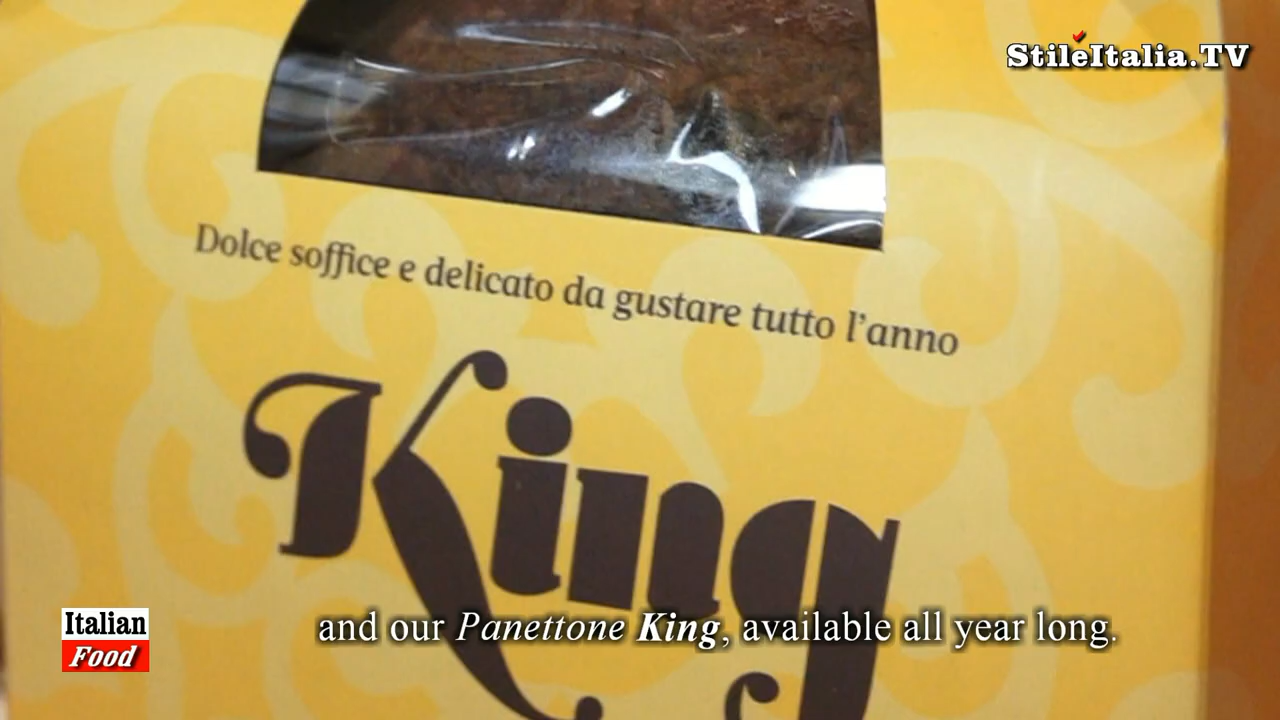 StileItalia.TV
Dolce soffice e delicato da gustare tutto l'anno
King
Italian
Food
and our Panettone King, available all year long.